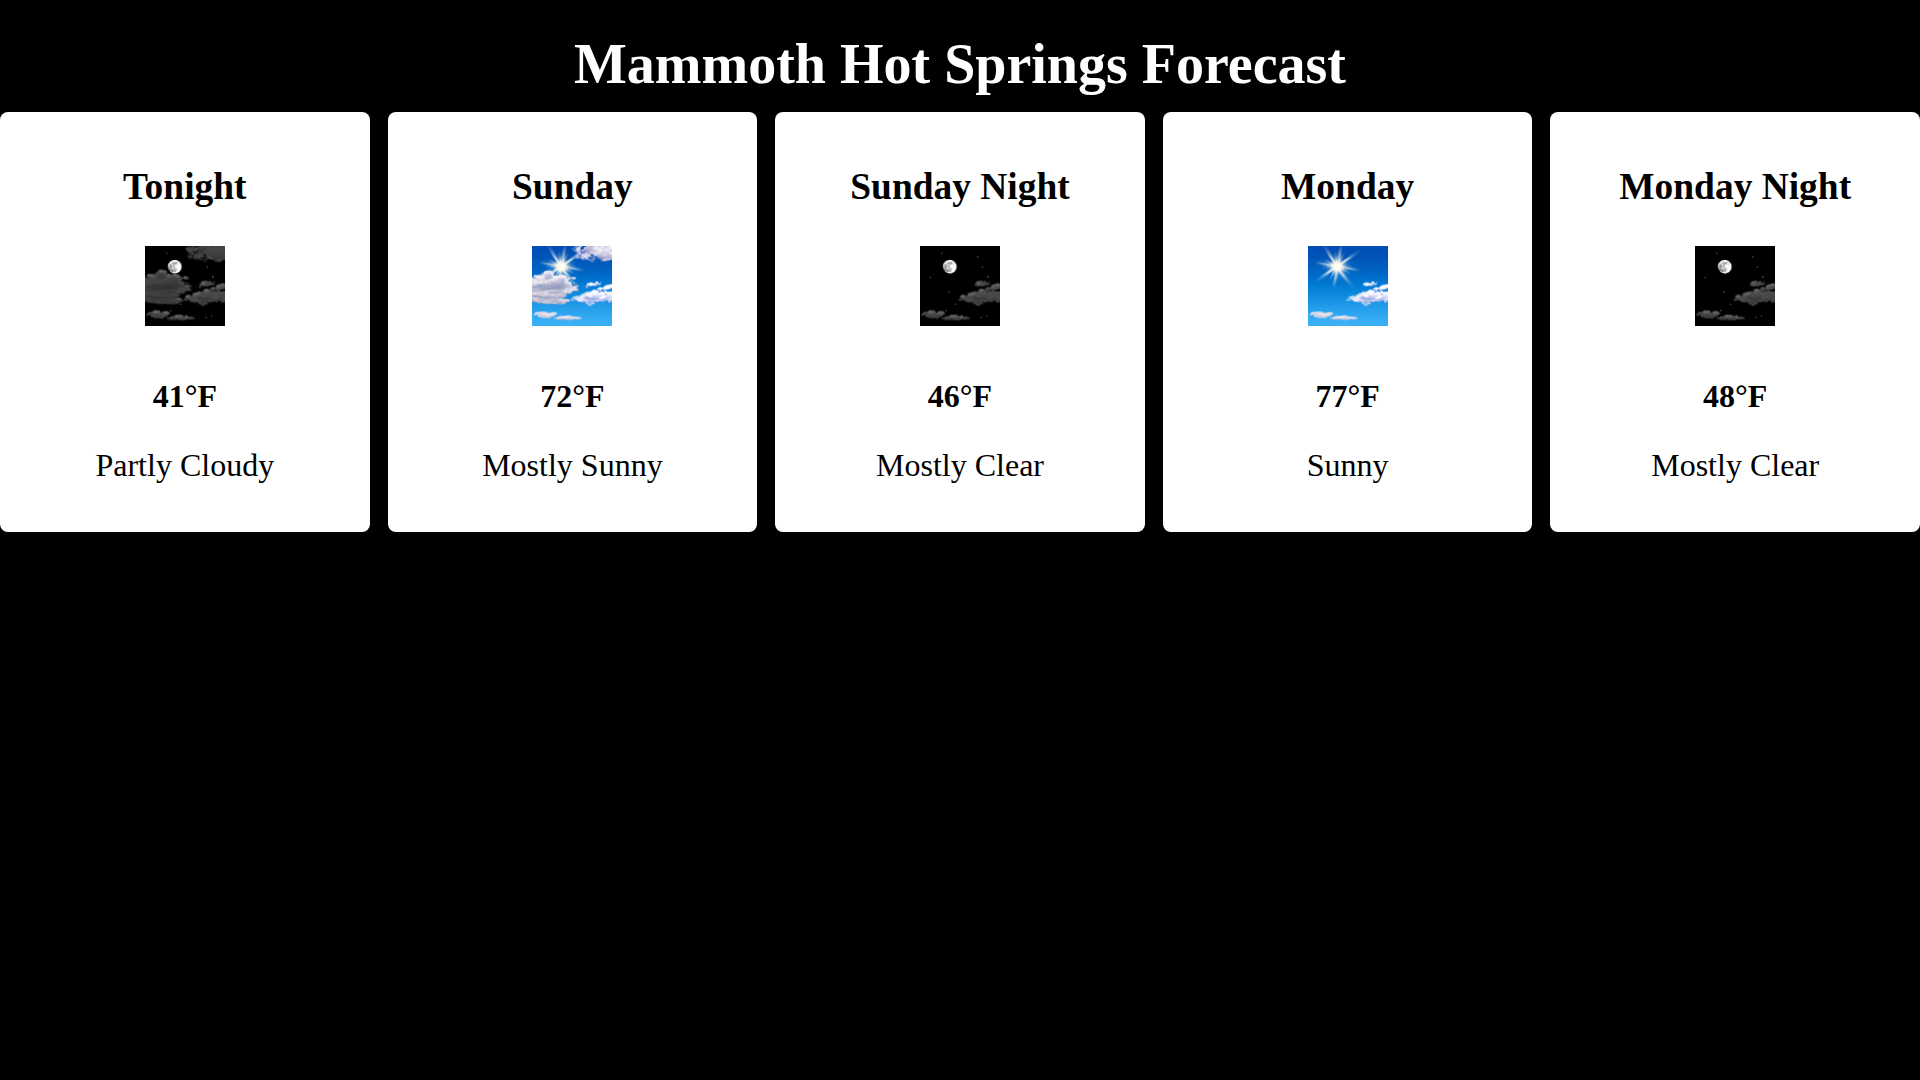 Mammoth Hot Springs Forecast
Tonight
41°F
Partly Cloudy
Sunday
72°F
Mostly Sunny
Sunday Night
46°F
Mostly Clear
Monday
77°F
Sunny
Monday Night
48°F
Mostly Clear